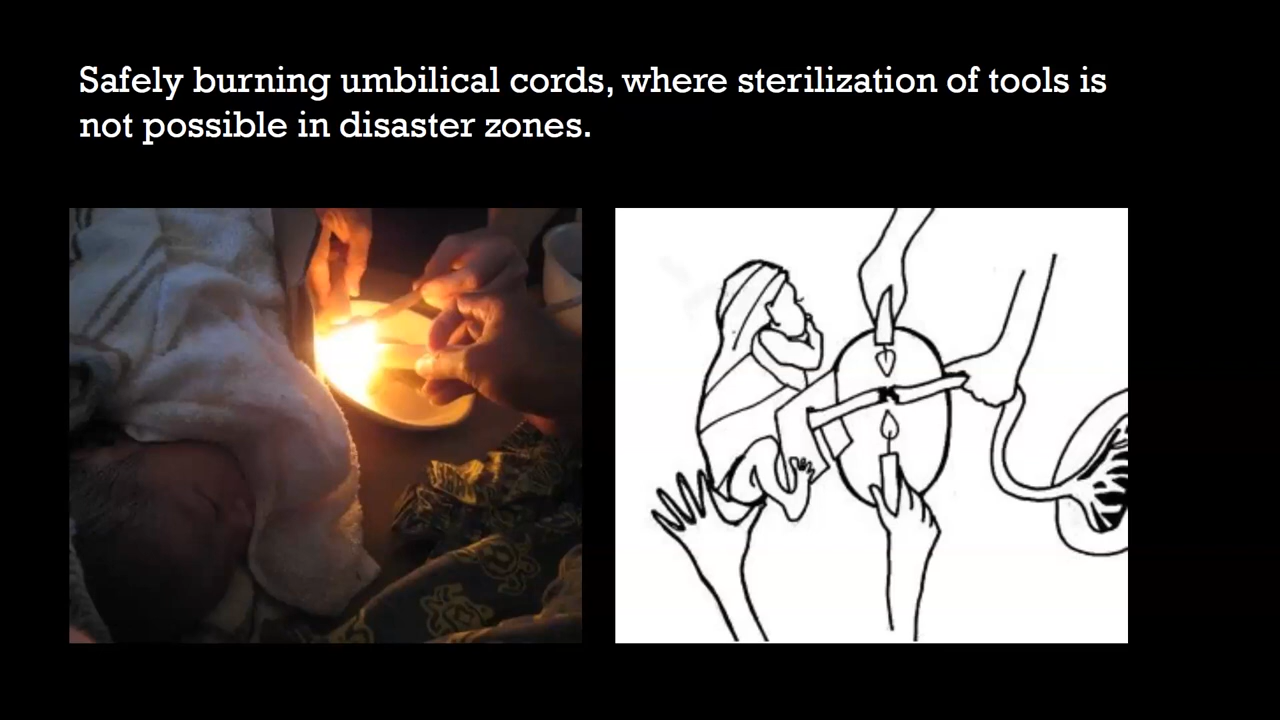 Safely burning umbilical cords, where sterilization of tools is
not possible in disaster zones.